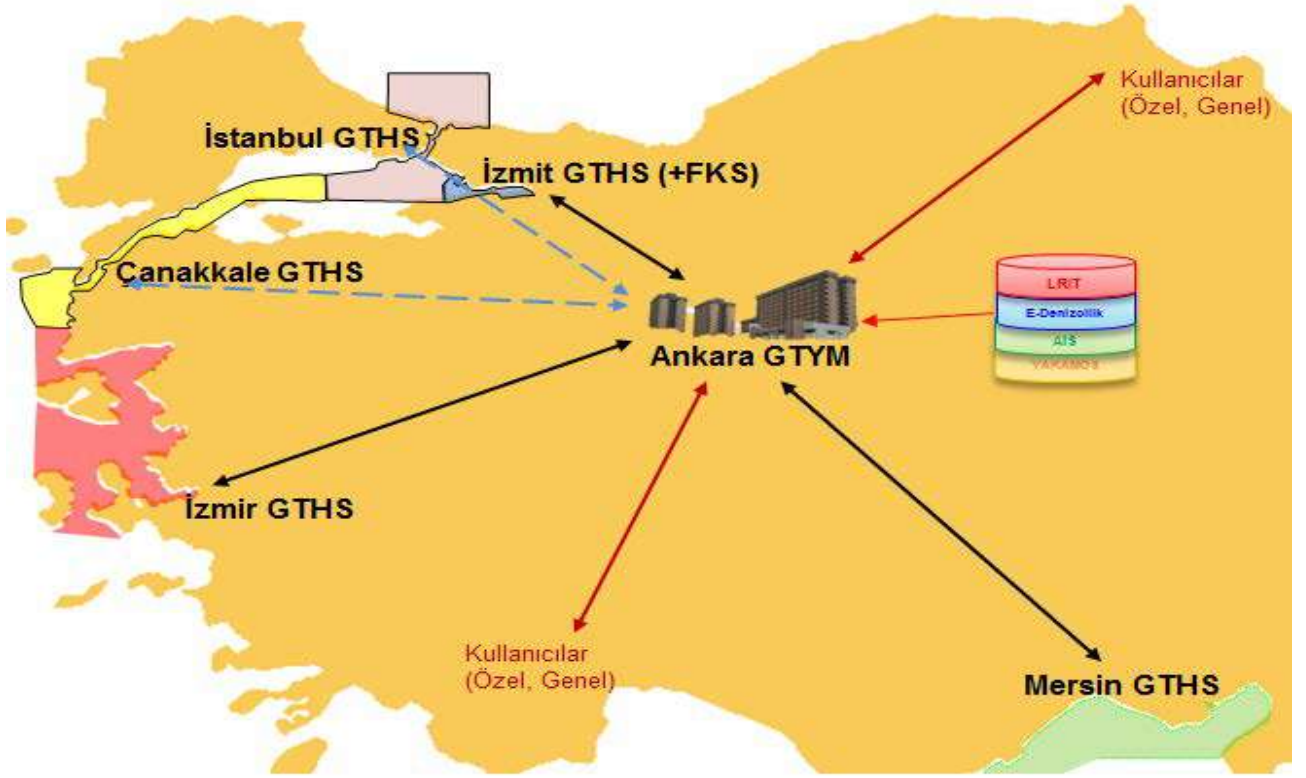 Kullanıcılar
(Özel, Genel)
İstanbul GTHS
İzmit GTHS (+FKS)
Çanakkale GTHS
LRIT
E-Denizcilik
AIS
YAKAMOS
Ankara GTYM
İzmir GTHS
Kullanıcılar
(Özel, Genel)
Mersin GTHS